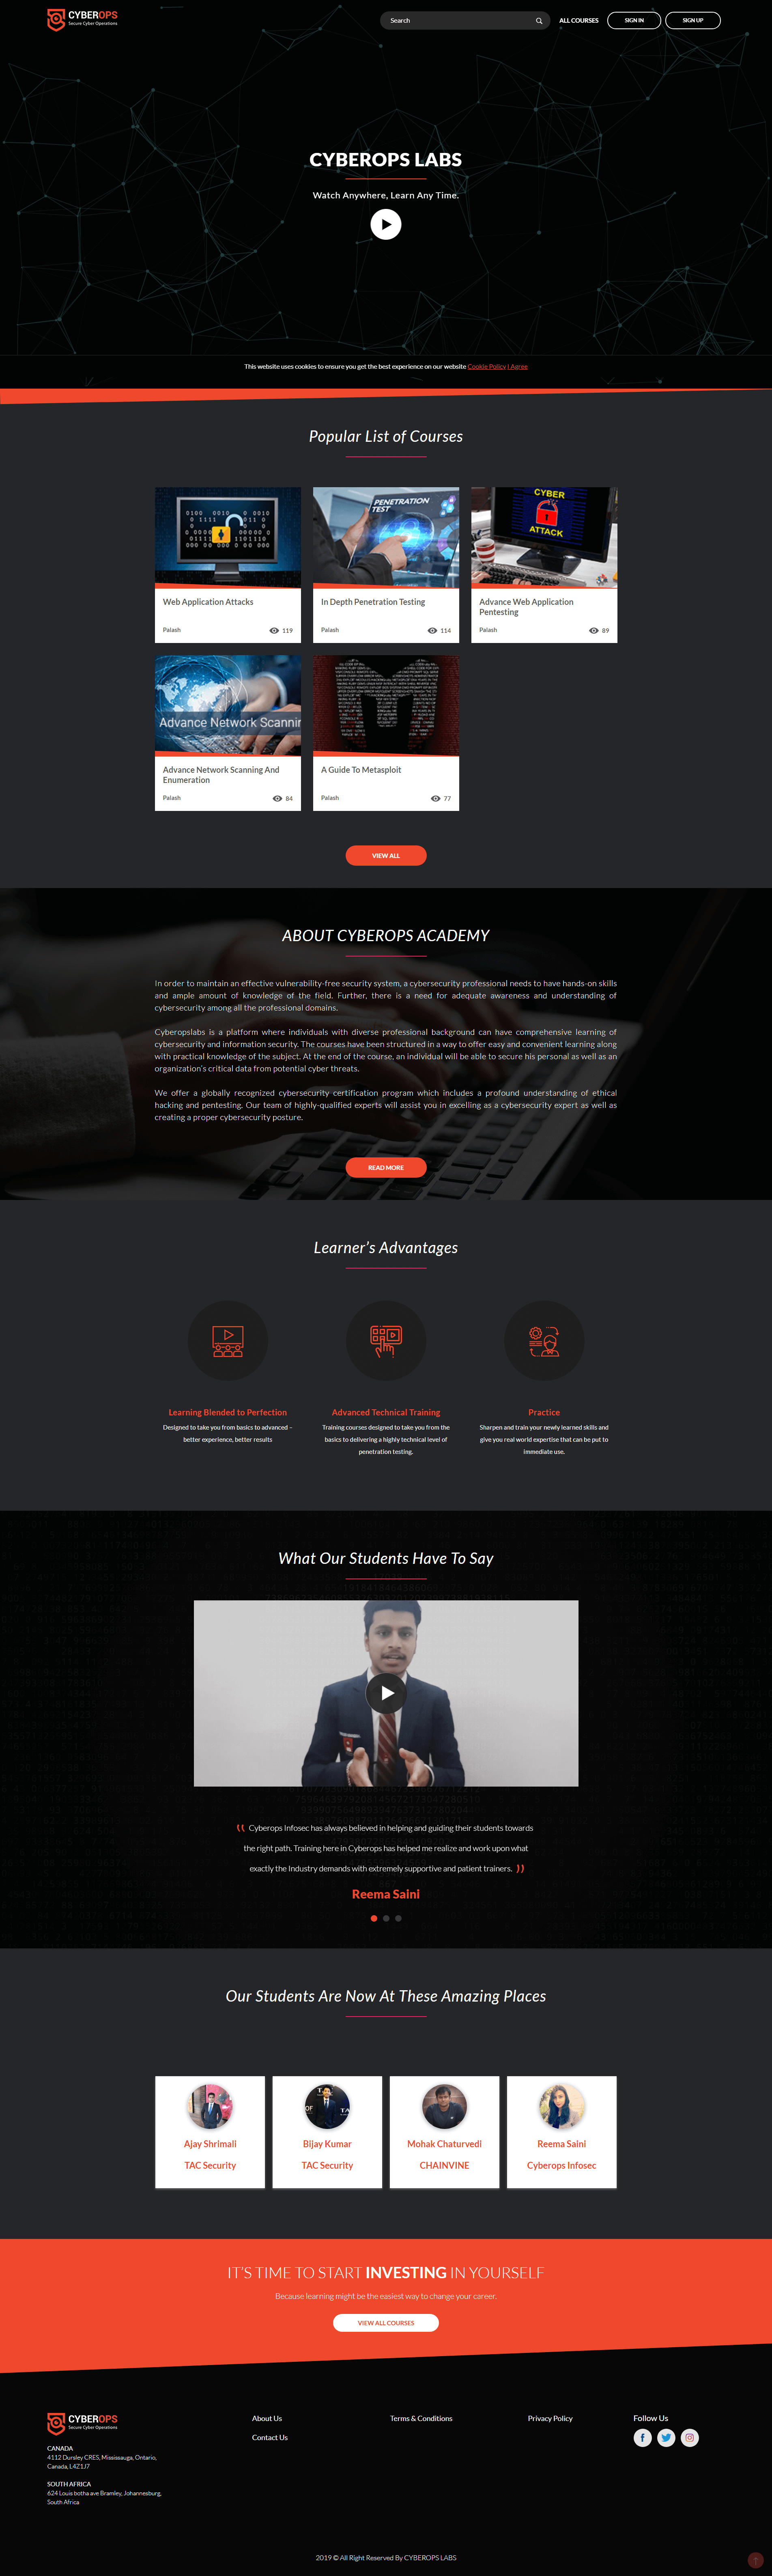 CYBEROPS
Secure Cyber Operations
Search
ALL COURSES
SIGN IN
SIGN UP
CYBEROPS LABS
Watch Anywhere, Learn Any Time.
This website uses cookies to ensure you get the best experience on our website Cookie Policy I Agree
Popular List of Courses
PENETRATION
TEST
CYBER
ATTACK
Web Application Attacks
Palash
119
In Depth Penetration Testing
Palash
114
Advance Web Application
Pentesting
Palash
89
Advance Network Scannin
Advance Network Scanning And
Enumeration
Palash
84
A Guide To Metasploit
Palash
77
VIEW ALL
ABOUT CYBEROPS ACADEMY
In order to maintain an effective vulnerability-free security system, a cybersecurity professional needs to have hands-on skills
and ample amount of knowledge of the field. Further, there is a need for adequate awareness and understanding of
cybersecurity among all the professional domains.
Cyberopslabs is a platform where individuals with diverse professional background can have comprehensive learning of
cybersecurity and information security. The courses have been structured in a way to offer easy and convenient learning along
with practical knowledge of the subject. At the end of the course, an individual will be able to secure his personal as well as an
organization's critical data from potential cyber threats.
We offer a globally recognized cybersecurity certification program which includes a profound understanding of ethical
hacking and pentesting. Our team of highly-qualified experts will assist you in excelling as a cybersecurity expert as well as
creating a proper cybersecurity posture.
READ MORE
Learner's Advantages
Learning Blended to Perfection
Designed to take you from basics to advanced –
better experience, better results
Advanced Technical Training
Training courses designed to take you from the
basics to delivering a highly technical level of
penetration testing.
Practice
Sharpen and train your newly learned skills and
give you real world expertise that can be put to
immediate use.
What Our Students Have To Say
Cyberops Infosec has always believed in helping and guiding their students towards
the right path. Training here in Cyberops has helped me realize and work upon what
exactly the Industry demands with extremely supportive and patient trainers.
Reema Saini
Our Students Are Now At These Amazing Places
Ajay Shrimali
TAC Security
Bijay Kumar
TAC Security
Mohak Chaturvedi
CHAINVINE
Reema Saini
Cyberops Infosec
IT'S TIME TO START INVESTING IN YOURSELF
Because learning might be the easiest way to change your career.
VIEW ALL COURSES
CYBEROPS
Secure Cyber Operations
CANADA
4112 Dursley CRES, Mississauga, Ontario,
Canada, L4Z1J7
SOUTH AFRICA
624 Louis botha ave Bramley, Johannesburg,
South Africa
About Us
Contact Us
Terms & Conditions
Privacy Policy
Follow Us
2019 © All Right Reserved By CYBEROPS LABS